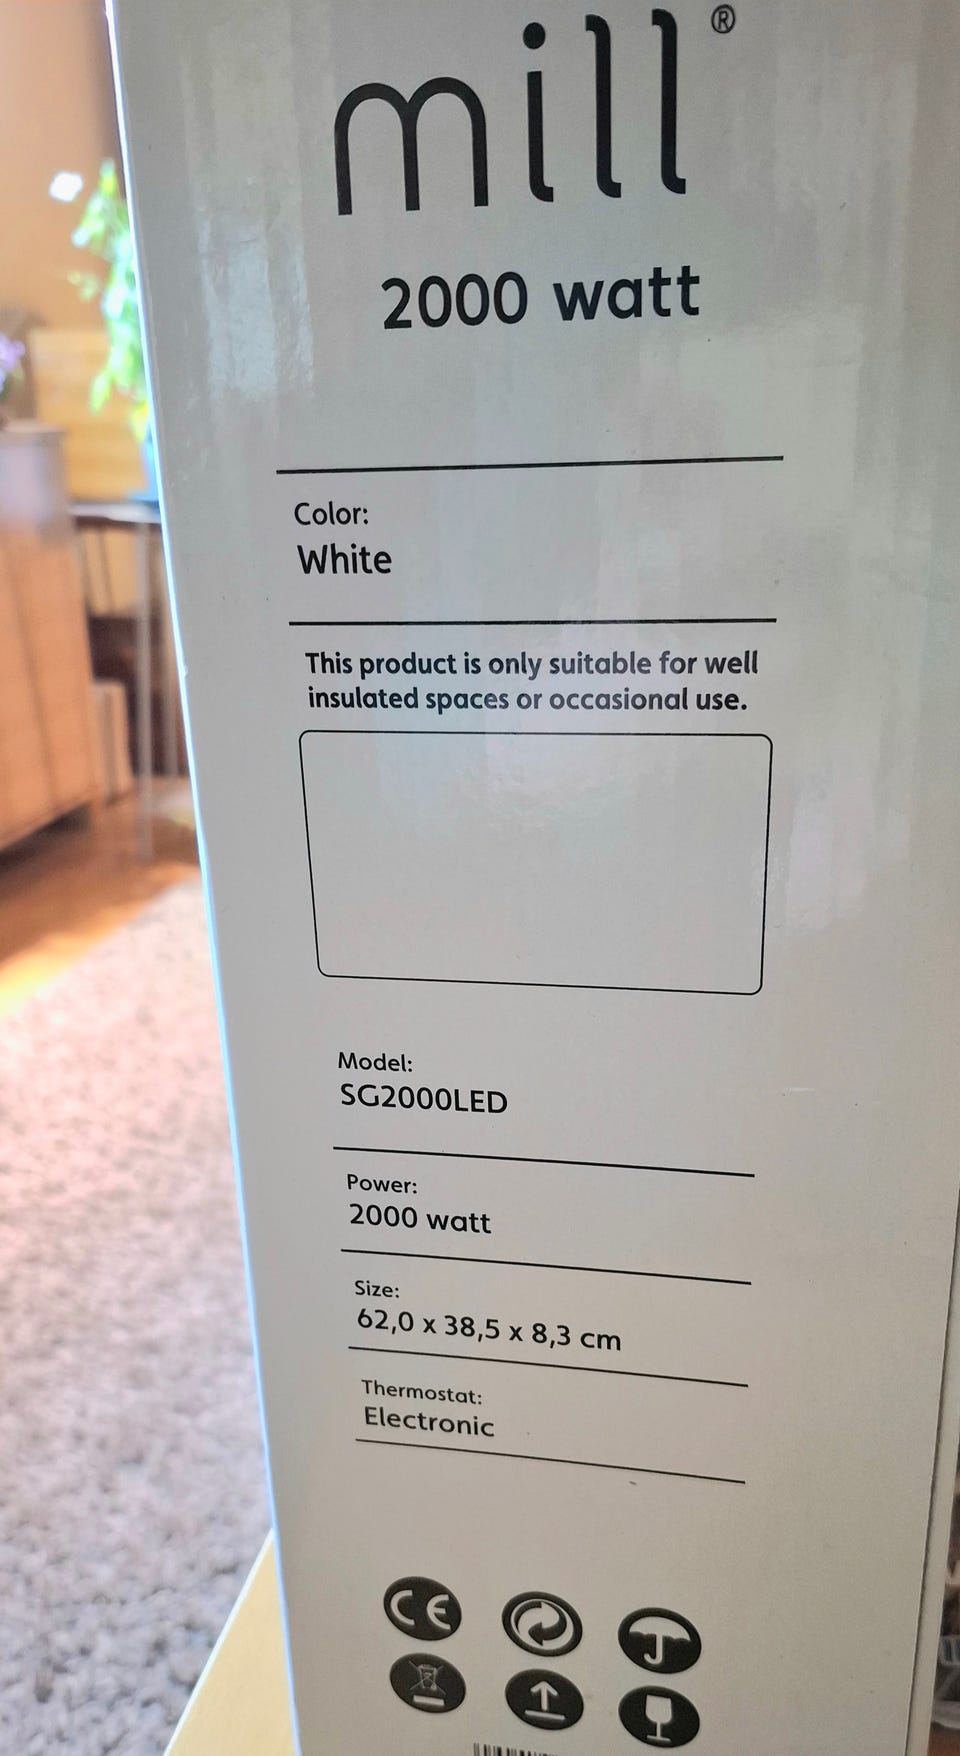 mill®
2000 watt
Color:
White
This product is only suitable for well
insulated spaces or occasional use.
Model:
SG2000LED
Power:
2000 watt
Size:
62,0 x 38,5 x 8,3 cm
Thermostat:
Electronic
CE